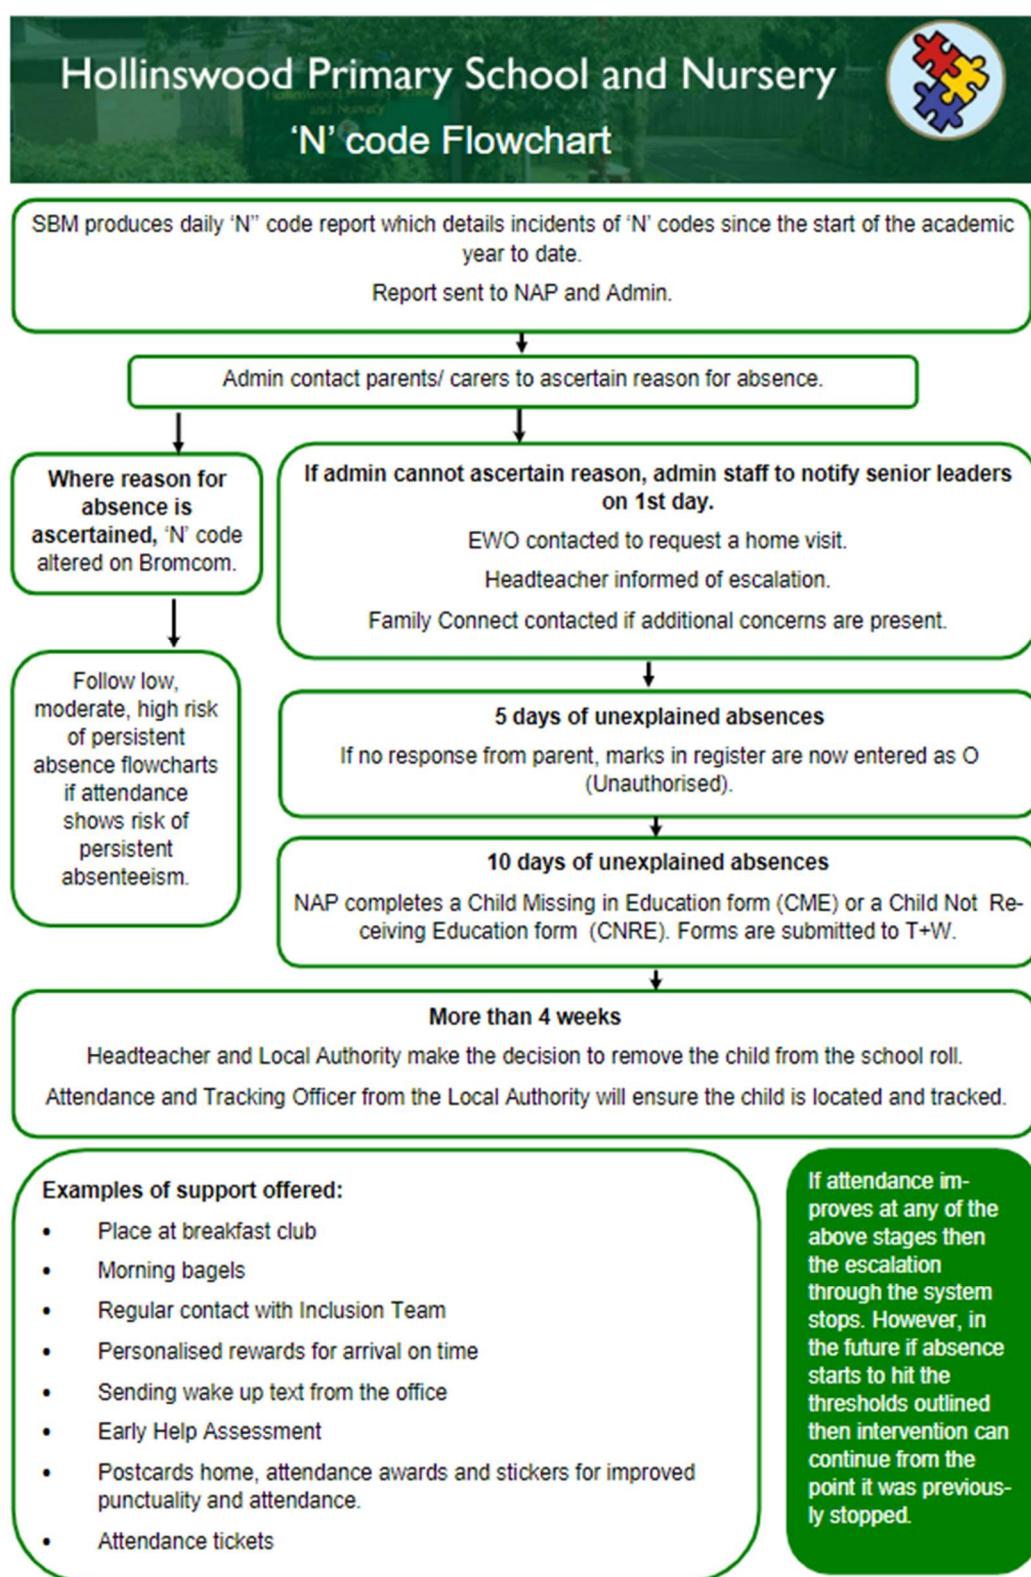 Hollinswood Primary School and Nursery
‘N’ code Flowchart
SBM produces daily ‘N” code report which details incidents of ‘N’ codes since the start of the academic
year to date.
Report sent to NAP and Admin.
Admin contact parents/ carers to ascertain reason for absence.
Where reason for
absence is
ascertained, ‘N’ code
altered on Bromcom.
If admin cannot ascertain reason, admin staff to notify senior leaders
on 1st day.
EWO contacted to request a home visit.
Headteacher informed of escalation.
Family Connect contacted if additional concerns are present.
Follow low,
moderate, high risk
of persistent
absence flowcharts
if attendance
shows risk of
persistent
absenteeism.
5 days of unexplained absences
If no response from parent, marks in register are now entered as O
(Unauthorised).
10 days of unexplained absences
NAP completes a Child Missing in Education form (CME) or a Child Not Re-
ceiving Education form (CNRE). Forms are submitted to T+W.
More than 4 weeks
Headteacher and Local Authority make the decision to remove the child from the school roll.
Attendance and Tracking Officer from the Local Authority will ensure the child is located and tracked.
Examples of support offered:
• Place at breakfast club
• Morning bagels
• Regular contact with Inclusion Team
• Personalised rewards for arrival on time
• Sending wake up text from the office
• Early Help Assessment
• Postcards home, attendance awards and stickers for improved
punctuality and attendance.
• Attendance tickets
If attendance im-
proves at any of the
above stages then
the escalation
through the system
stops. However, in
the future if absence
starts to hit the
thresholds outlined
then intervention can
continue from the
point it was previous-
ly stopped.